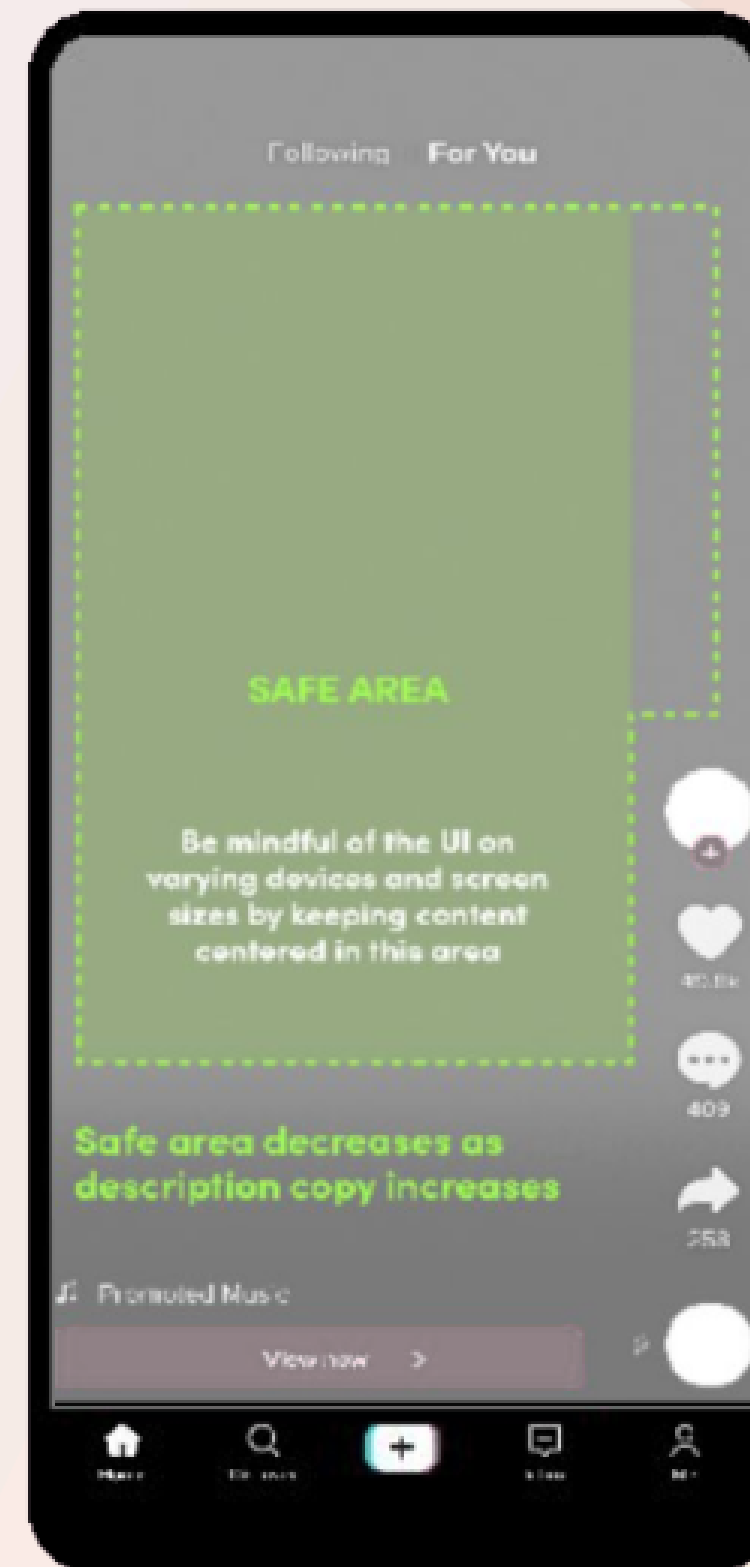 Following For You
SAFE AREA
Be mindful of the UI on
varying devices and screen
sizes by keeping content
centered in this area
Safe area decreases as
description copy increases
409
Promoted Music
View now